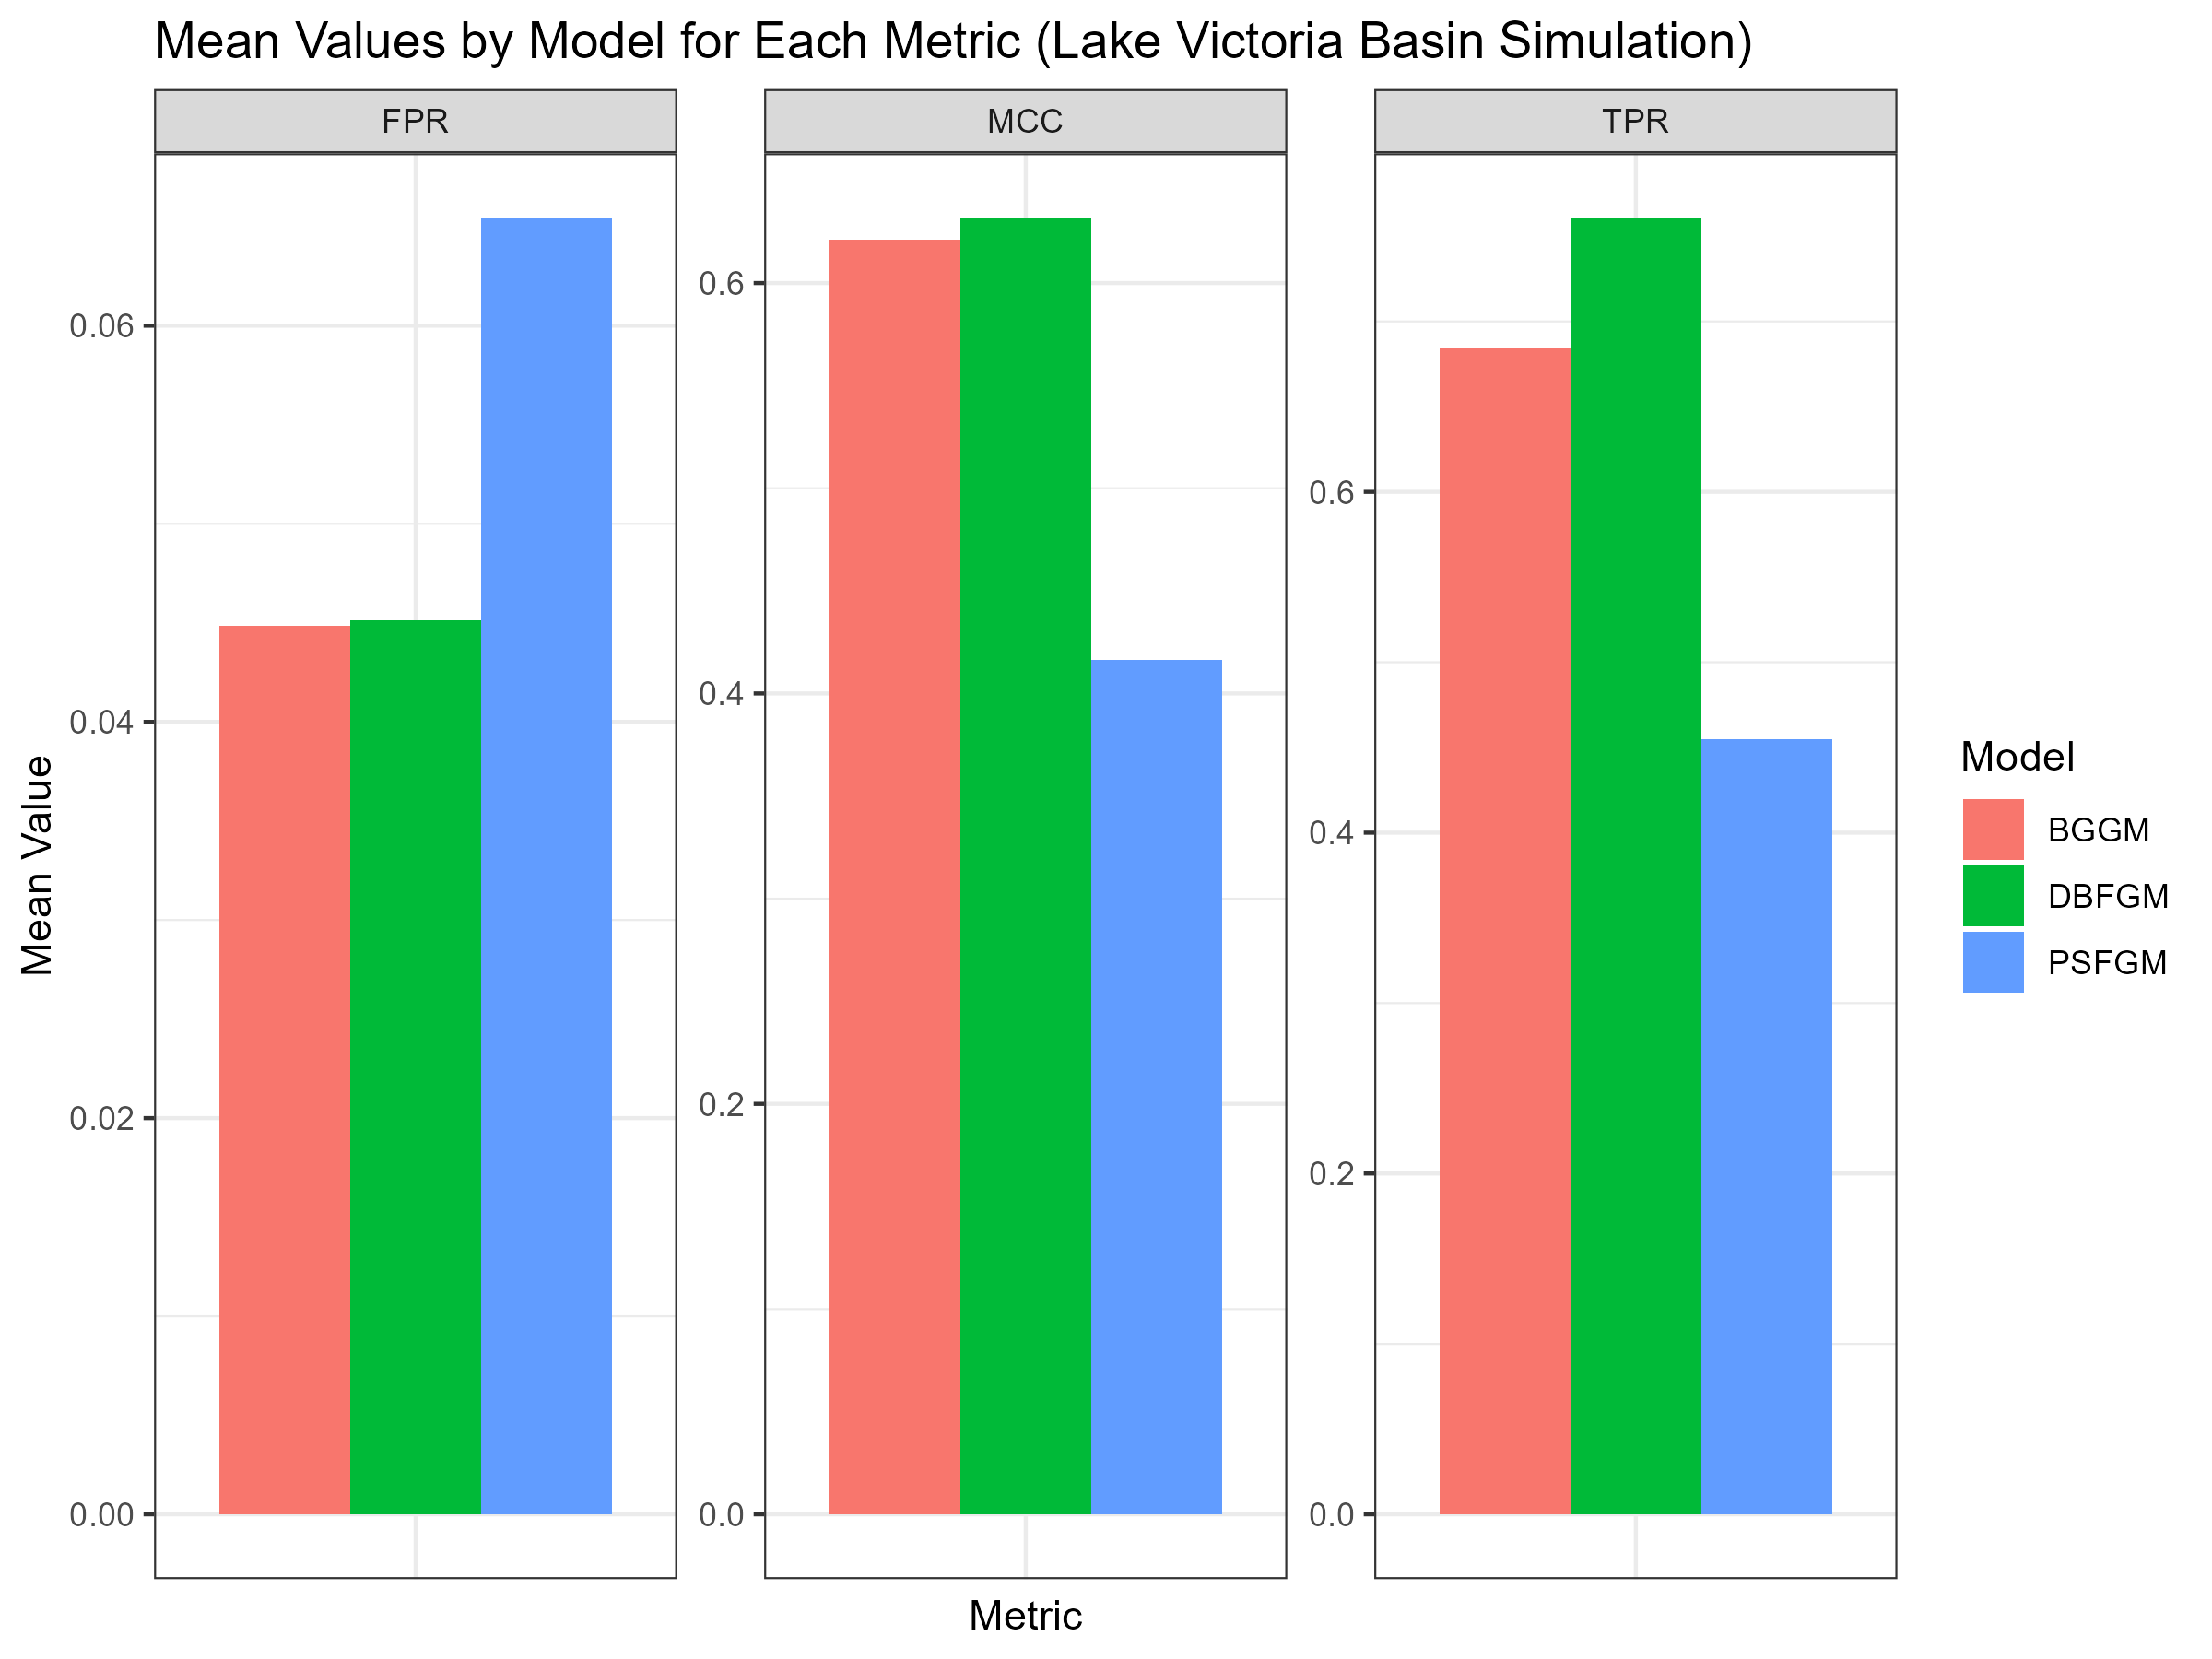 Mean Values by Model for Each Metric (Lake Victoria Basin Simulation)
FPR
MCC
TPR
Mean Value
0.06
0.04
0.02
0.00
0.6
0.4
0.2
0.0
0.6
0.4
0.2
0.0
Metric
Model
BGGM
DBFGM
PSFGM